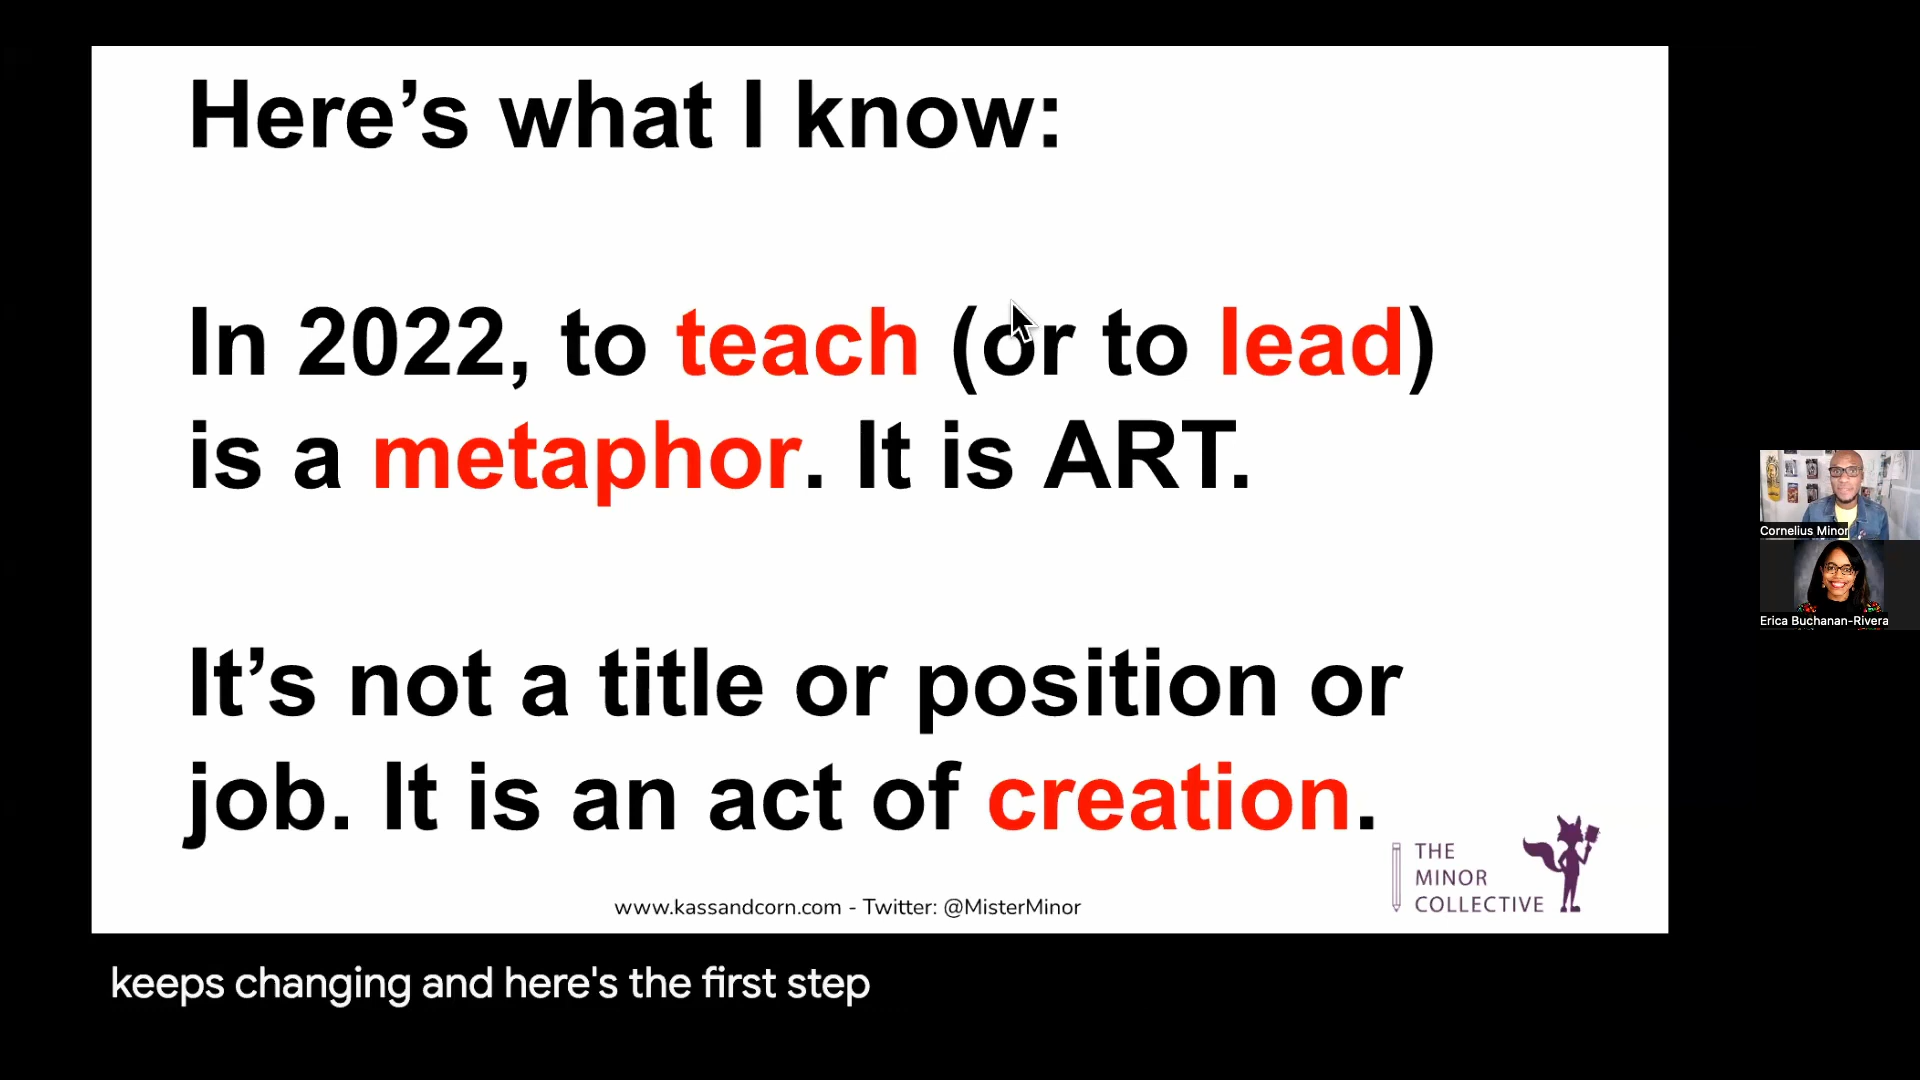 Here’s what I know:
In 2022, to teach (or to lead)
is a metaphor. It is ART.
It’s not a title or position or
job. It is an act of creation.
THE
MINOR
COLLECTIVE
www.kassandcorn.com - Twitter: @MisterMinor
Cornelius Minor
Erica Buchanan-Rivera
keeps changing and here's the first step